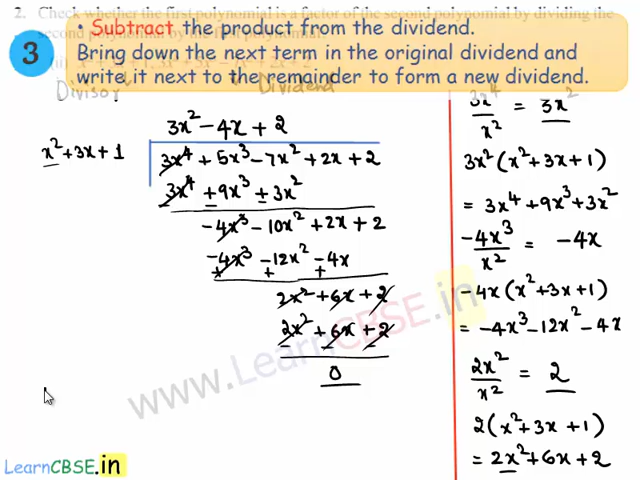 2. Check whether the first polynomial is a factor of the second polynomial by dividing the
3
• Subtract the product from the dividend.
Bring down the next term in the original dividend and
write it next to the remainder to form a new dividend.
Divisor
Dividend
3x² - 4x + 2
x² + 3x + 1
3x⁴ + 5x³ - 7x² + 2x + 2
3x⁴ + 9x³ + 3x²
- - -
-4x³ - 10x² + 2x + 2
-4x³ - 12x² - 4x
+ + +
2x² + 6x + 2
2x² + 6x + 2
- - -
0
3x⁴/x² = 3x²
3x² (x² + 3x + 1)
= 3x⁴ + 9x³ + 3x²
-4x³/x² = -4x
-4x (x² + 3x + 1)
= -4x³ - 12x² - 4x
2x²/x² = 2
2(x² + 3x + 1)
= 2x² + 6x + 2
www.LearnCBSE.in
LearnCBSE.in